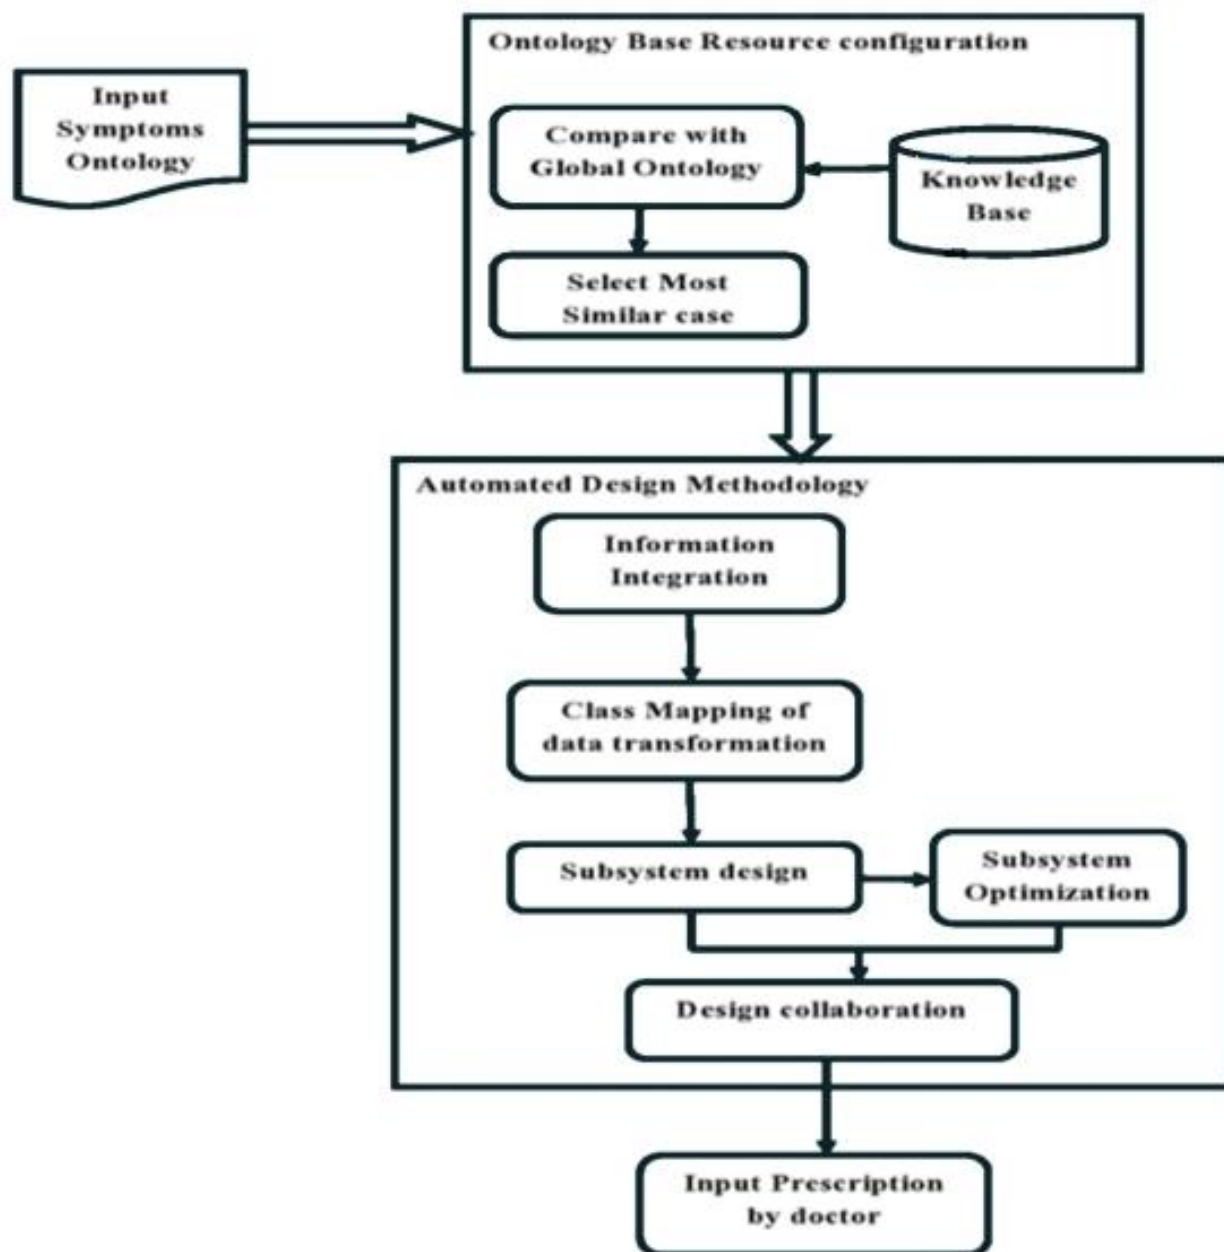 Ontology Base Resource configuration
Input
Symptoms
Ontology
Compare with
Global Ontology
Knowledge
Base
Select Most
Similar case
Automated Design Methodology
Information
Integration
Class Mapping of
data transformation
Subsystem design
Subsystem
Optimization
Design collaboration
Input Prescription
by doctor